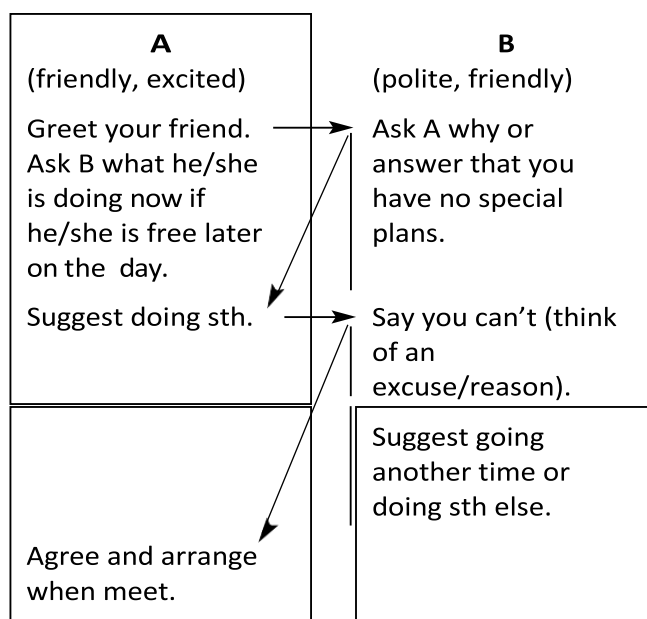 A
(friendly, excited)
Greet your friend.
Ask B what he/she
is doing now if
he/she is free later
on the day.
Suggest doing sth.
Agree and arrange
when meet.
B
(polite, friendly)
Ask A why or
answer that you
have no special
plans.
Say you can’t (think
of an
excuse/reason).
Suggest going
another time or
doing sth else.